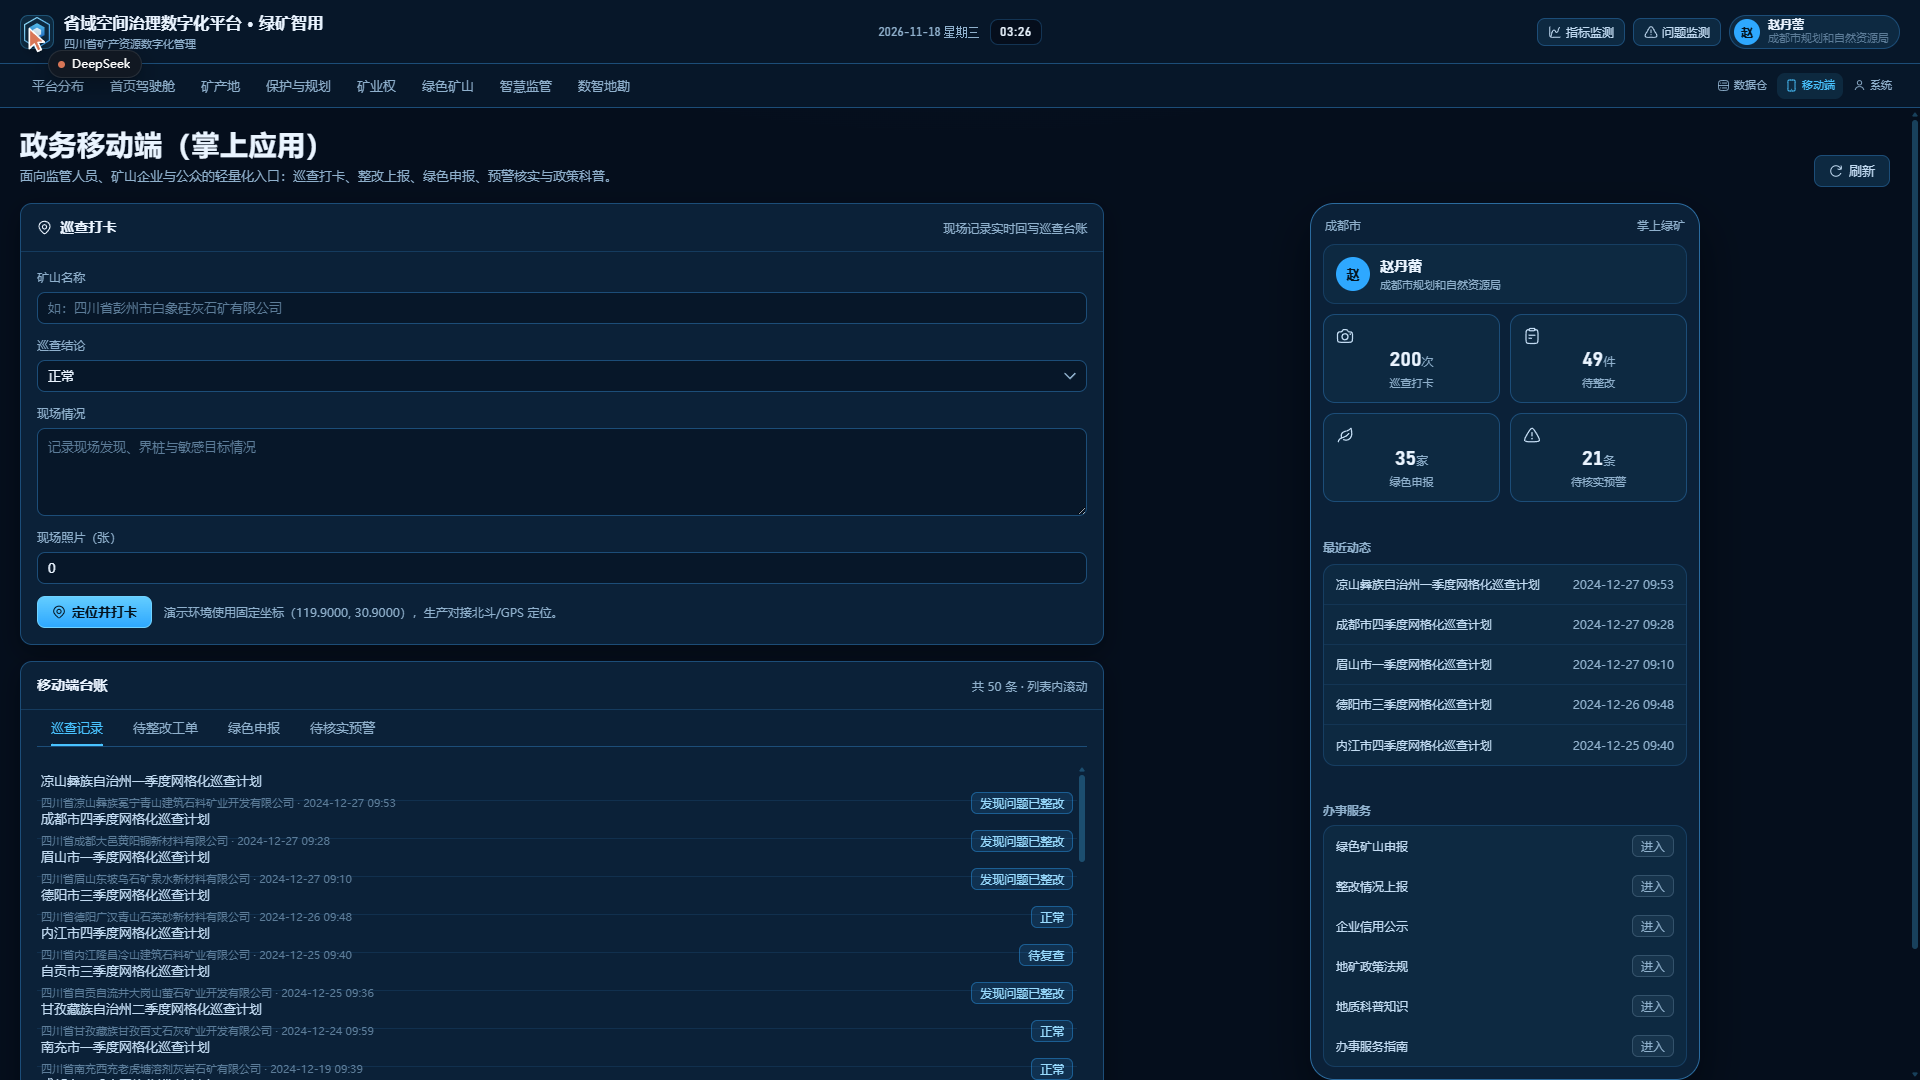 省域空间治理数字化平台 • 绿矿智用
四川省矿产资源数字化管理
DeepSeek
2026-11-18 星期三
03:26
指标监测
问题监测
赵
赵丹蕾
成都市规划和自然资源局
平台分布
首页驾驶舱
矿产地
保护与规划
矿业权
绿色矿山
智慧监管
数智地勘
数据仓
移动端
系统
政务移动端（掌上应用）
面向监管人员、矿山企业与公众的轻量化入口：巡查打卡、整改上报、绿色申报、预警核实与政策科普。
刷新
巡查打卡
现场记录实时回写巡查台账
矿山名称
如：四川省彭州市白象硅灰石矿有限公司
巡查结论
正常
现场情况
记录现场发现、界桩与敏感目标情况
现场照片（张）
0
定位并打卡
演示环境使用固定坐标（119.9000, 30.9000），生产对接北斗/GPS 定位。
移动端台账
共 50 条 · 列表内滚动
巡查记录
待整改工单
绿色申报
待核实预警
凉山彝族自治州一季度网格化巡查计划
四川省凉山彝族冕宁青山建筑石料矿业开发有限公司 · 2024-12-27 09:53
发现问题已整改
成都市四季度网格化巡查计划
四川省成都大邑黄阳铜新材料有限公司 · 2024-12-27 09:28
发现问题已整改
眉山市一季度网格化巡查计划
四川省眉山东坡乌石矿泉水新材料有限公司 · 2024-12-27 09:10
发现问题已整改
德阳市三季度网格化巡查计划
四川省德阳广汉青山石英砂新材料有限公司 · 2024-12-26 09:48
正常
内江市四季度网格化巡查计划
四川省内江隆昌冷山建筑石料矿业有限公司 · 2024-12-25 09:40
待复查
自贡市三季度网格化巡查计划
四川省自贡自流井大岗山萤石矿业开发有限公司 · 2024-12-25 09:36
发现问题已整改
甘孜藏族自治州二季度网格化巡查计划
四川省甘孜藏族甘孜百丈石灰矿业开发有限公司 · 2024-12-24 09:59
正常
南充市一季度网格化巡查计划
四川省南充西充老虎塘溶剂灰岩石矿有限公司 · 2024-12-19 09:39
正常
成都市
掌上绿矿
赵
赵丹蕾
成都市规划和自然资源局
200次
巡查打卡
49件
待整改
35家
绿色申报
21条
待核实预警
最近动态
凉山彝族自治州一季度网格化巡查计划 2024-12-27 09:53
成都市四季度网格化巡查计划 2024-12-27 09:28
眉山市一季度网格化巡查计划 2024-12-27 09:10
德阳市三季度网格化巡查计划 2024-12-26 09:48
内江市四季度网格化巡查计划 2024-12-25 09:40
办事服务
绿色矿山申报 进入
整改情况上报 进入
企业信用公示 进入
地矿政策法规 进入
地质科普知识 进入
办事服务指南 进入